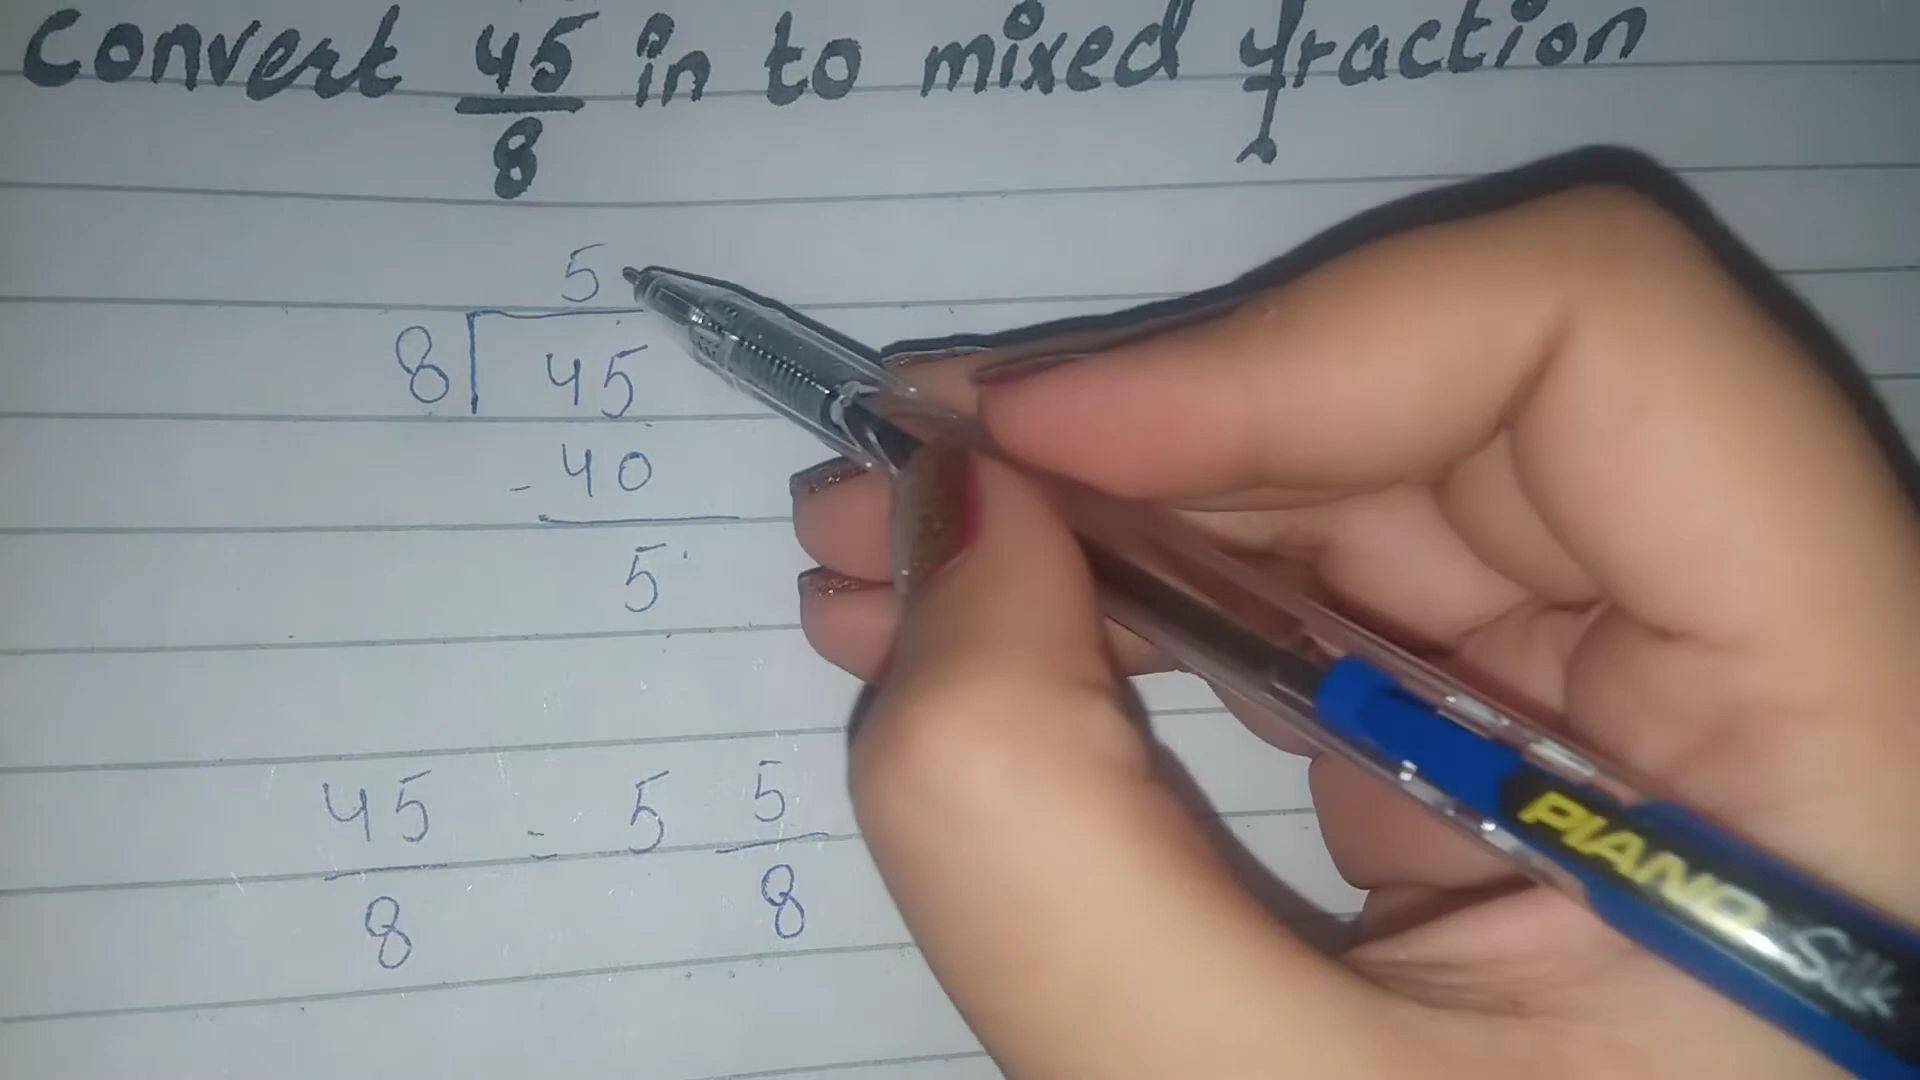 Convert 45/8 in to mixed fraction
5
8 45
- 40
5
45/8 = 5 5/8
PIANO Silk